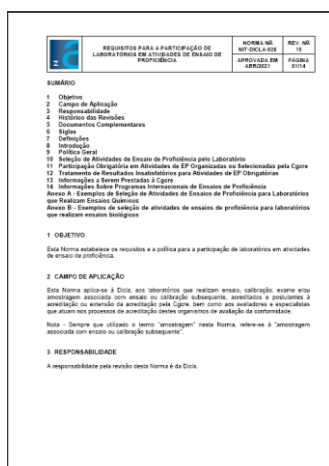 REQUISITOS PARA A PARTICIPAÇÃO DE
LABORATÓRIOS EM ATIVIDADES DE ENSAIO DE
PROFICIÊNCIA
NORMA Nº
NIT-DICLA-026
REV. Nº
15
APROVADA EM
ABR/2021
PÁGINA
01/14
SUMÁRIO
1 Objetivo
2 Campo de Aplicação
3 Responsabilidade
4 Histórico das Revisões
5 Documentos Complementares
6 Siglas
7 Definições
8 Introdução
9 Política Geral
10 Seleção de Atividades de Ensaio de Proficiência pelo Laboratório
11 Participação Obrigatória em Atividades de EP Organizadas ou Selecionadas pela Cgcre
12 Tratamento de Resultados Insatisfatórios para Atividades de EP Obrigatórias
13 Informações a Serem Prestadas à Cgcre
14 Informações Sobre Programas Internacionais de Ensaios de Proficiência
Anexo A - Exemplos de Seleção de Atividades de Ensaio de Proficiência para Laboratórios
que Realizam Ensaios Químicos
Anexo B - Exemplos de seleção de atividades de ensaios de proficiência para laboratórios
que realizam ensaios biológicos
1 OBJETIVO
Esta Norma estabelece os requisitos e a política para a participação de laboratórios em atividades
de ensaio de proficiência.
2 CAMPO DE APLICAÇÃO
Esta Norma aplica-se à Dicla, aos laboratórios que realizam ensaio, calibração, exame e/ou
amostragem associada com ensaio ou calibração subsequente, acreditados e postulantes à
acreditação ou extensão da acreditação pela Cgcre, bem como aos avaliadores e especialistas
que atuam nos processos de acreditação destes organismos de avaliação da conformidade.
Nota - Sempre que utilizado o termo "amostragem" nesta Norma, refere-se à "amostragem
associada com ensaio ou calibração subsequente".
3 RESPONSABILIDADE
A responsabilidade pela revisão desta Norma é da Dicla.